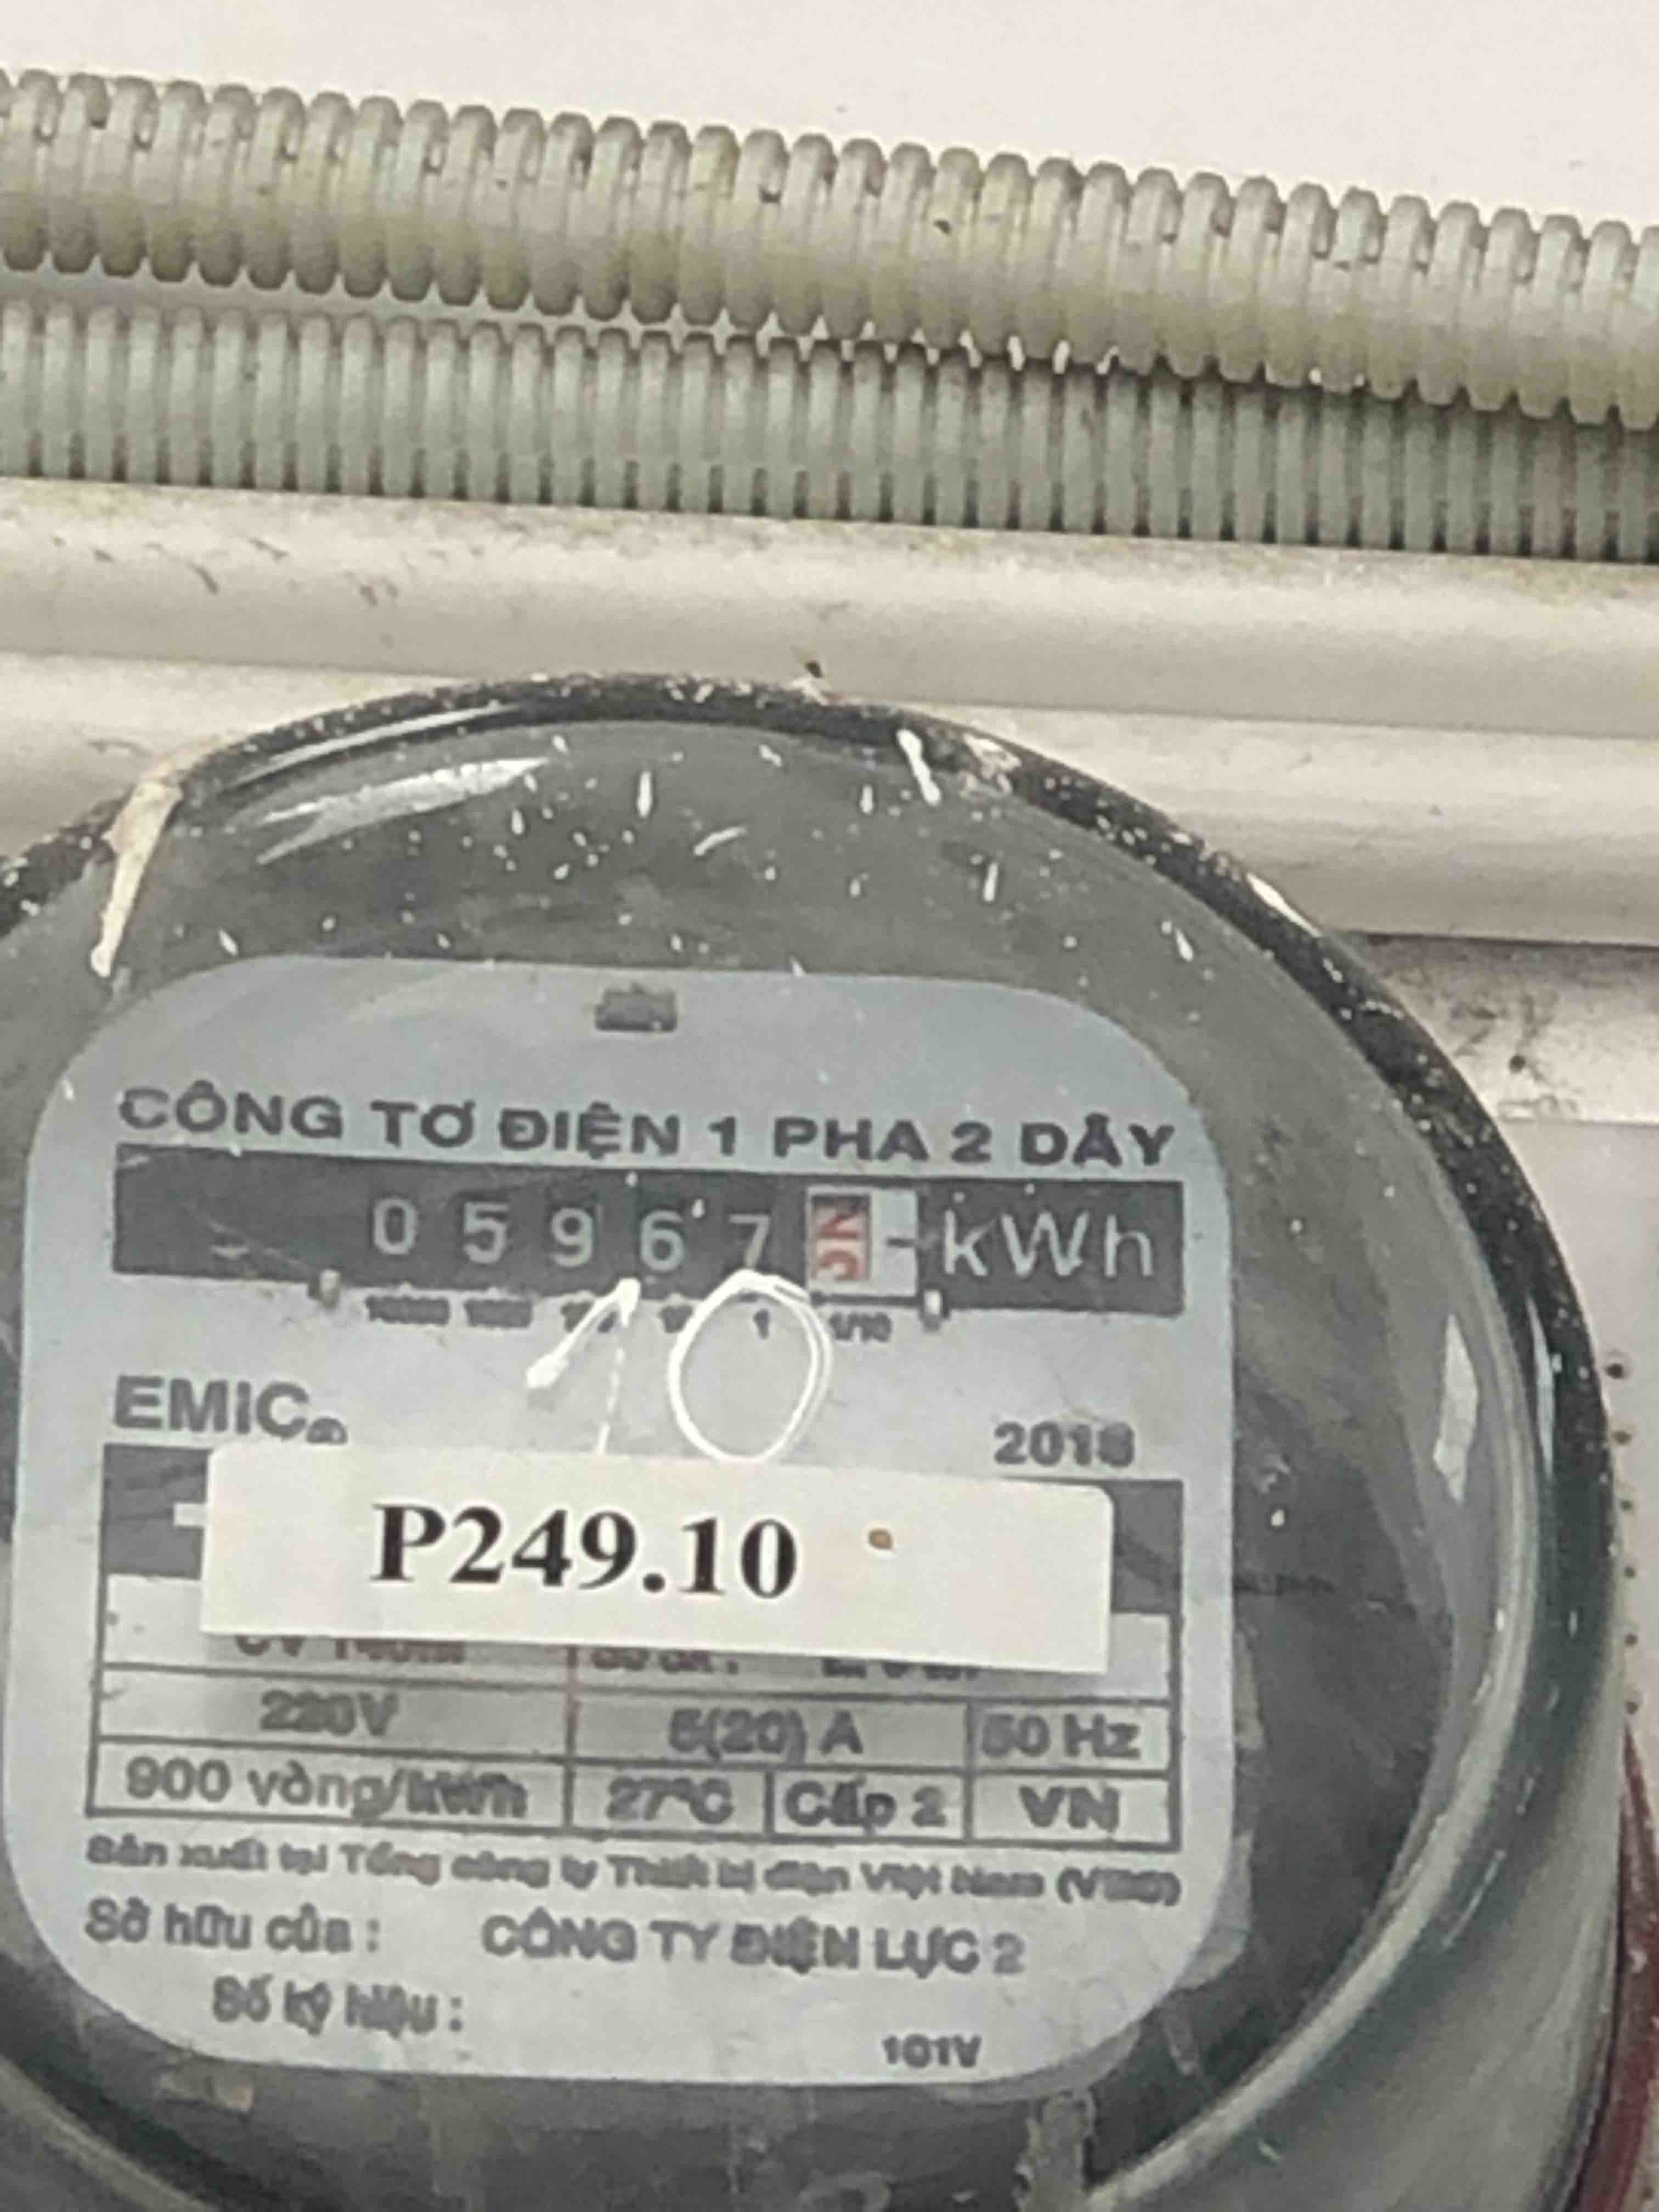 CÔNG TƠ ĐIỆN 1 PHA 2 DÂY
0 5 9 6 7 kWh
1 1/10
10
EMIC
P249.10
220V 5(20) A 50 Hz
900 vòng/kWh 27°C Cấp 2 VN
Sản xuất tại Tổng công ty Thiết bị điện Việt Nam
Sở hữu của : CÔNG TY ĐIỆN LỰC 2
Số ký hiệu :
101V